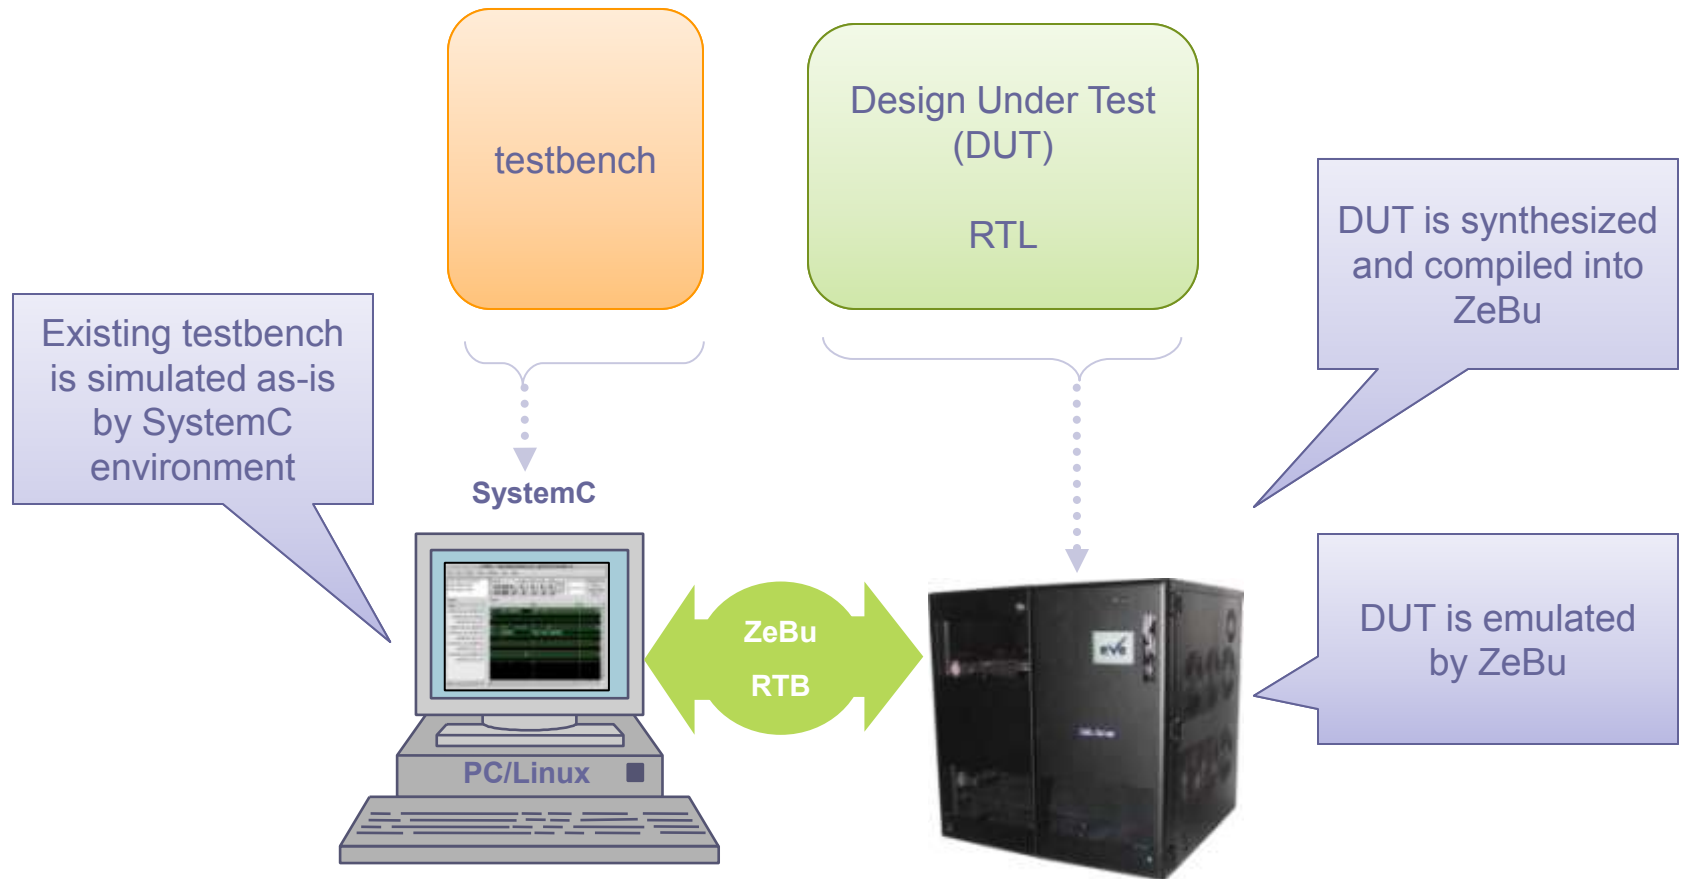 testbench
Design Under Test
(DUT)
RTL
DUT is synthesized
and compiled into
ZeBu
Existing testbench
is simulated as-is
by SystemC
environment
SystemC
ZeBu
RTB
PC/Linux
eve
DUT is emulated
by ZeBu